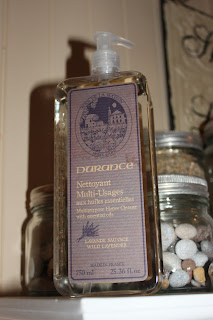 DURANCE
Nettoyant
Multi-Usages
aux huiles essentielles
Multipurpose Home Cleaner
with essential oils
LAVANDE SAUVAGE
WILD LAVENDER
750 ml 25.36 fl. oz.